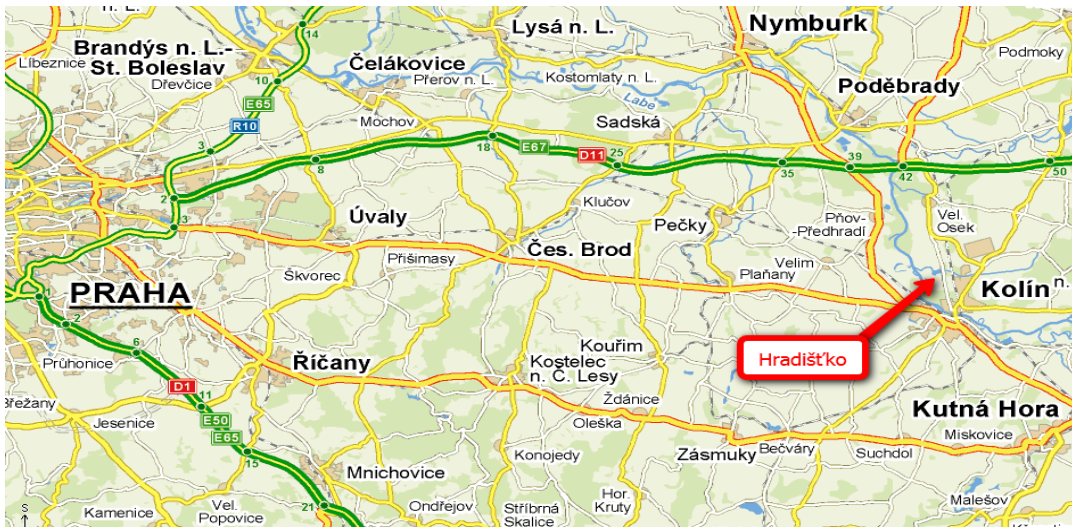 n. L.
14
Lysá n. L.
Nymburk
Brandýs n. L.-
St. Boleslav
Líbeznice
Dřevčice
10
Čelákovice
Přerov n. L.
Kostomlaty n. L.
Podmoky
Poděbrady
E65
R10
Labe
Mochov
Sadská
3
18
E67
D11
25
8
35
39
42
50
2
3
Klučov
Úvaly
Pečky
Pňov-
-Předhradí
Vel.
Osek
Přišimasy
Čes. Brod
Škvorec
Velim
Plaňany
PRAHA
1
Kolín
n.
2
6
Průhonice
Hradišťko
Říčany
Kouřim
Kostelec
n. Č. Lesy
D1
11
Ždánice
Oleška
Břežany
Jesenice
E50
E65
15
Kutná Hora
Miskovice
Zásmuky
Bečváry
Suchdol
Konojedy
Mnichovice
21
Hor.
Kruty
Malešov
Vel.
Popovice
Kamenice
Ondřejov
Stříbrná
Skalice
S